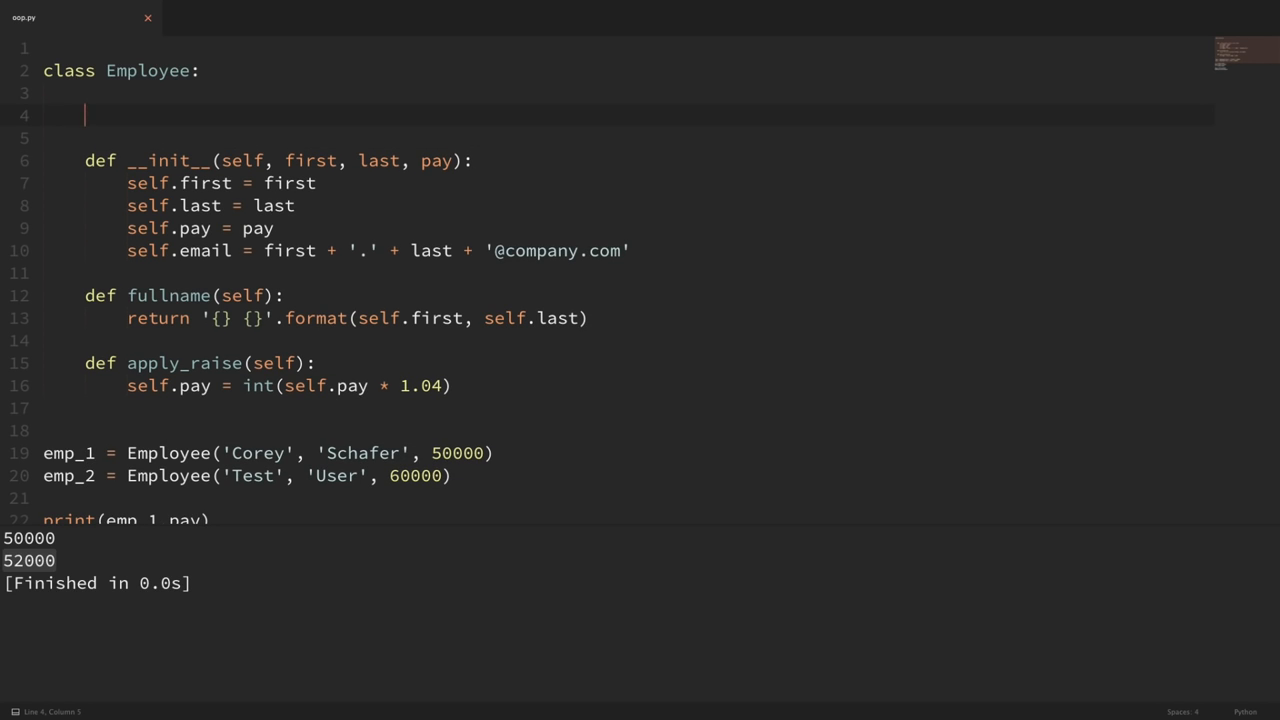 oop.py
1
2 class Employee:
3
4
5
6 def __init__(self, first, last, pay):
7 self.first = first
8 self.last = last
9 self.pay = pay
10 self.email = first + '.' + last + '@company.com'
11
12 def fullname(self):
13 return '{} {}'.format(self.first, self.last)
14
15 def apply_raise(self):
16 self.pay = int(self.pay * 1.04)
17
18
19 emp_1 = Employee('Corey', 'Schafer', 50000)
20 emp_2 = Employee('Test', 'User', 60000)
21
22 print(emp_1.pay)
50000
52000
[Finished in 0.0s]
Line 4, Column 5
Spaces: 4
Python